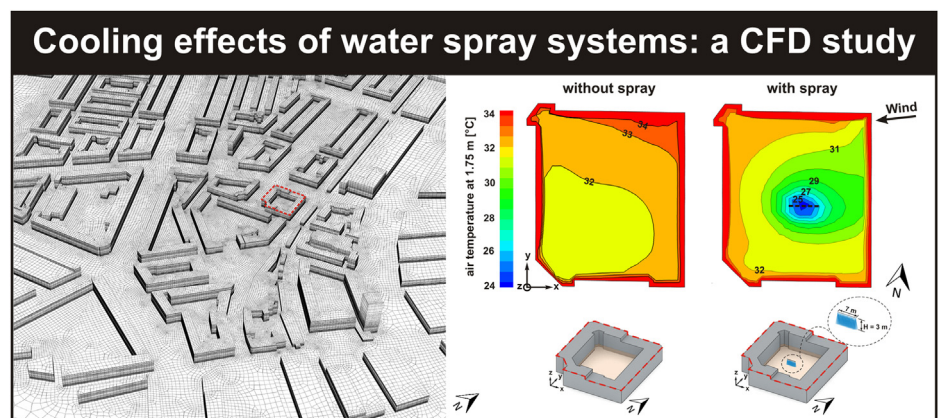 Cooling effects of water spray systems: a CFD study
without spray
with spray
Wind
air temperature at 1.75 m [°C]
34
32
30
28
26
24
34
33
32
31
29
27
25
32
y
z
x
N
7 m
H = 3 m
z
y
x
N
z
y
x
N
N